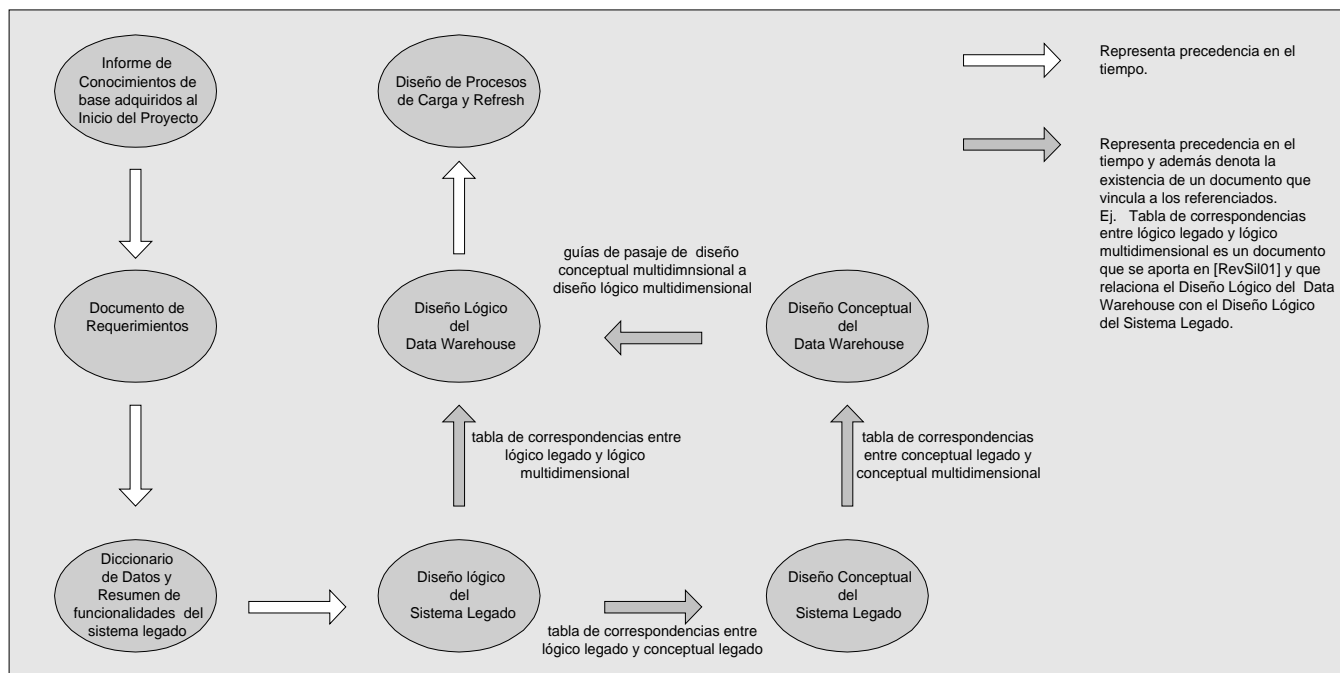 Informe de
Conocimientos de
base adquiridos al
Inicio del Proyecto
Diseño de Procesos
de Carga y Refresh
Representa precedencia en el
tiempo.
Representa precedencia en el
tiempo y además denota la
existencia de un documento que
vincula a los referenciados.
Ej. Tabla de correspondencias
entre lógico legado y lógico
multidimensional es un documento
que se aporta en [RevSil01] y que
relaciona el Diseño Lógico del Data
Warehouse con el Diseño Lógico
del Sistema Legado.
guías de pasaje de diseño
conceptual multidimnsional a
diseño lógico multidimensional
Documento de
Requerimientos
Diseño Lógico
del
Data Warehouse
Diseño Conceptual
del
Data Warehouse
tabla de correspondencias entre
lógico legado y lógico
multidimensional
tabla de correspondencias
entre conceptual legado y
conceptual multidimensional
Diccionario
de Datos y
Resumen de
funcionalidades del
sistema legado
Diseño lógico
del
Sistema Legado
Diseño Conceptual
del
Sistema Legado
tabla de correspondencias entre
lógico legado y conceptual legado